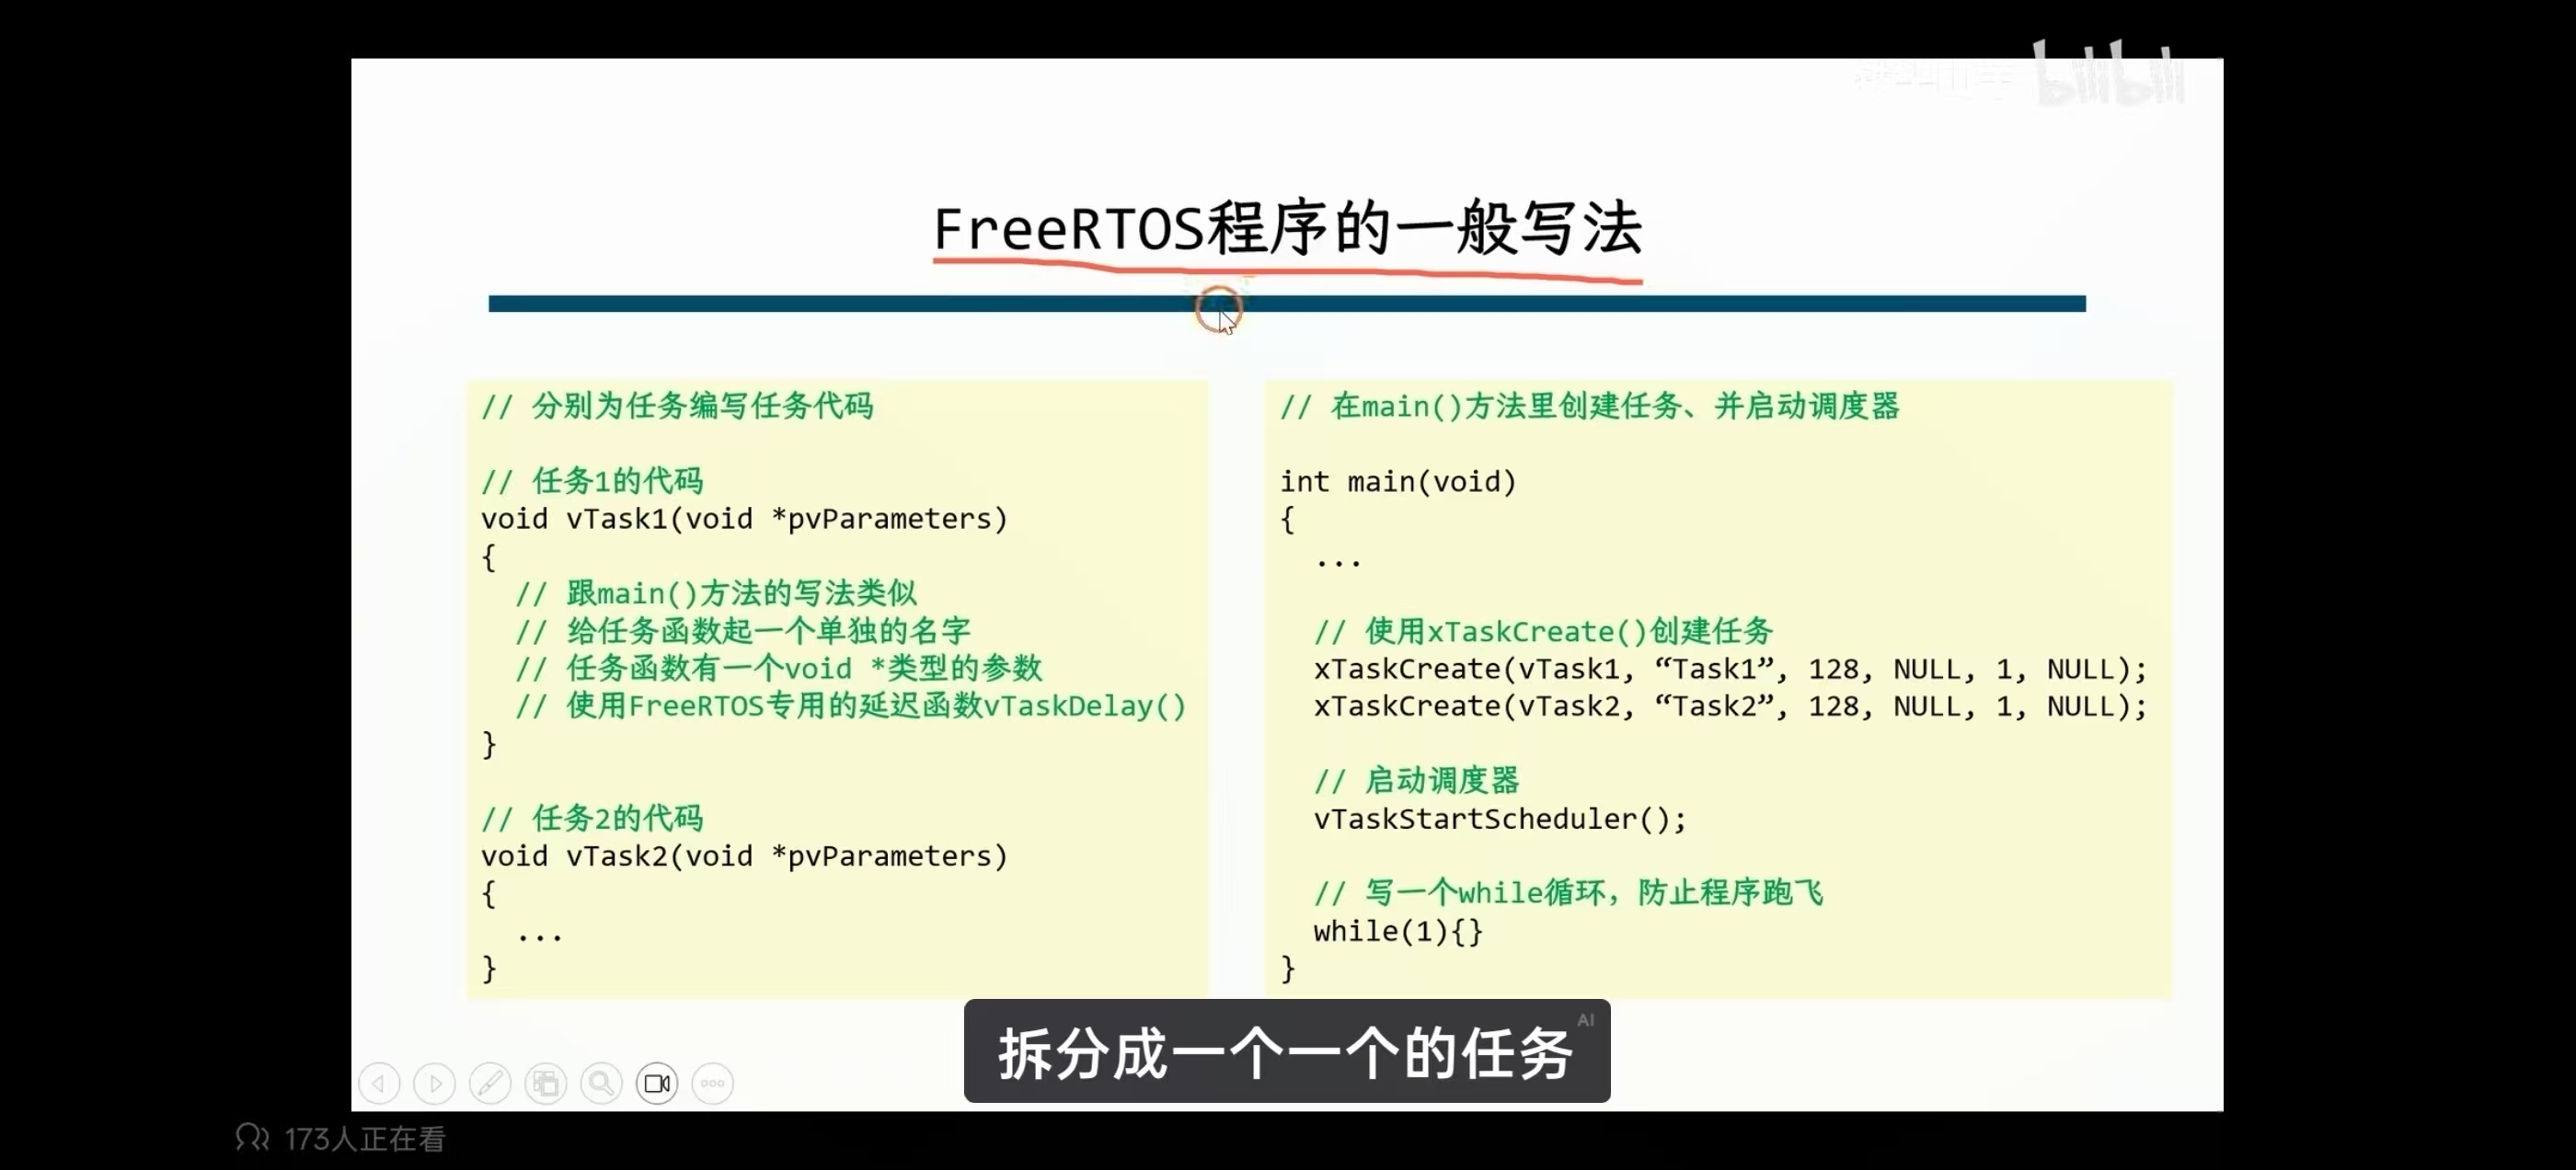 bilibili
FreeRTOS程序的一般写法
// 分别为任务编写任务代码
// 任务1的代码
void vTask1(void *pvParameters)
{
// 跟main()方法的写法类似
// 给任务函数起一个单独的名字
// 任务函数有一个void *类型的参数
// 使用FreeRTOS专用的延迟函数vTaskDelay()
}
// 任务2的代码
void vTask2(void *pvParameters)
{
...
}
// 在main()方法里创建任务、并启动调度器
int main(void)
{
...
// 使用xTaskCreate()创建任务
xTaskCreate(vTask1, “Task1”, 128, NULL, 1, NULL);
xTaskCreate(vTask2, “Task2”, 128, NULL, 1, NULL);
// 启动调度器
vTaskStartScheduler();
// 写一个while循环，防止程序跑飞
while(1){}
}
拆分成一个一个的任务
AI
173人正在看